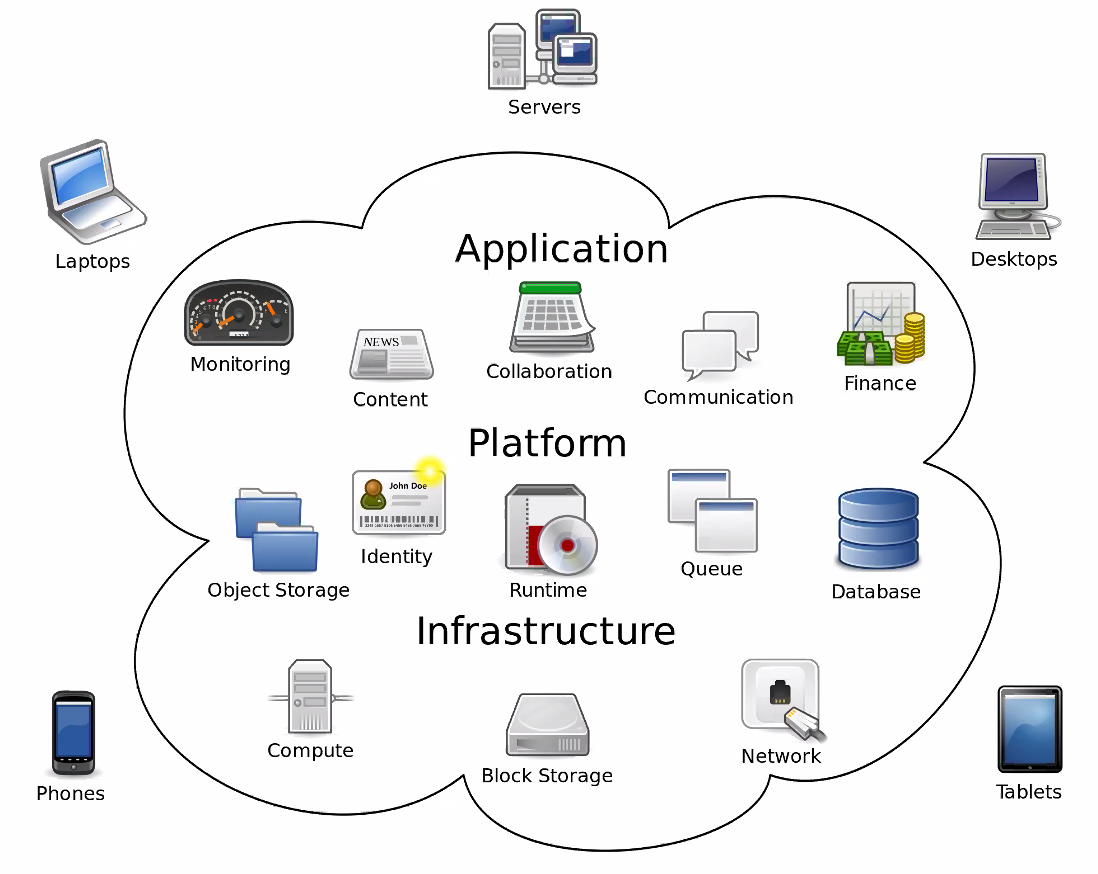 Servers
Laptops
Desktops
Application
Monitoring
NEWS
Content
Collaboration
Communication
Finance
Platform
John Doe
Object Storage
Identity
Runtime
Queue
Database
Infrastructure
Compute
Block Storage
Network
Phones
Tablets